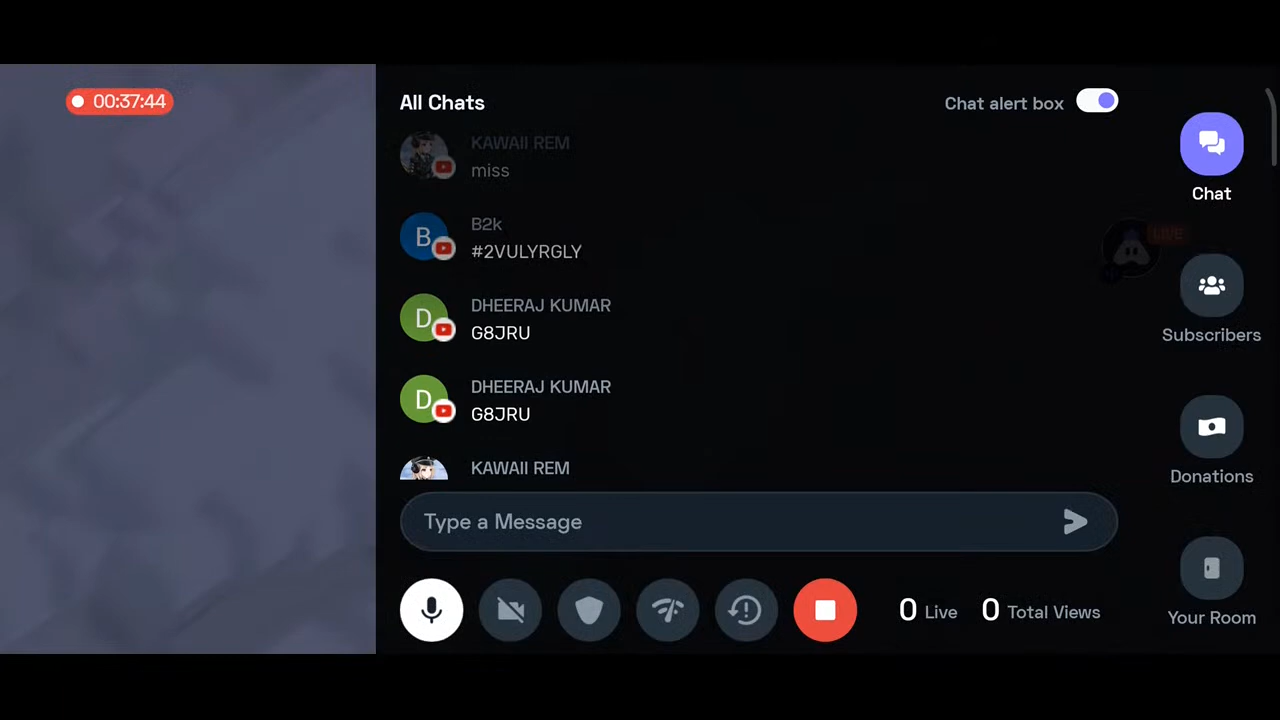 00:37:44
All Chats
Chat alert box
KAWAII REM
miss
B
B2k
#2VULYRGLY
D
DHEERAJ KUMAR
G8JRU
D
DHEERAJ KUMAR
G8JRU
KAWAII REM
Type a Message
0 Live 0 Total Views
Chat
LIVE
Subscribers
Donations
Your Room